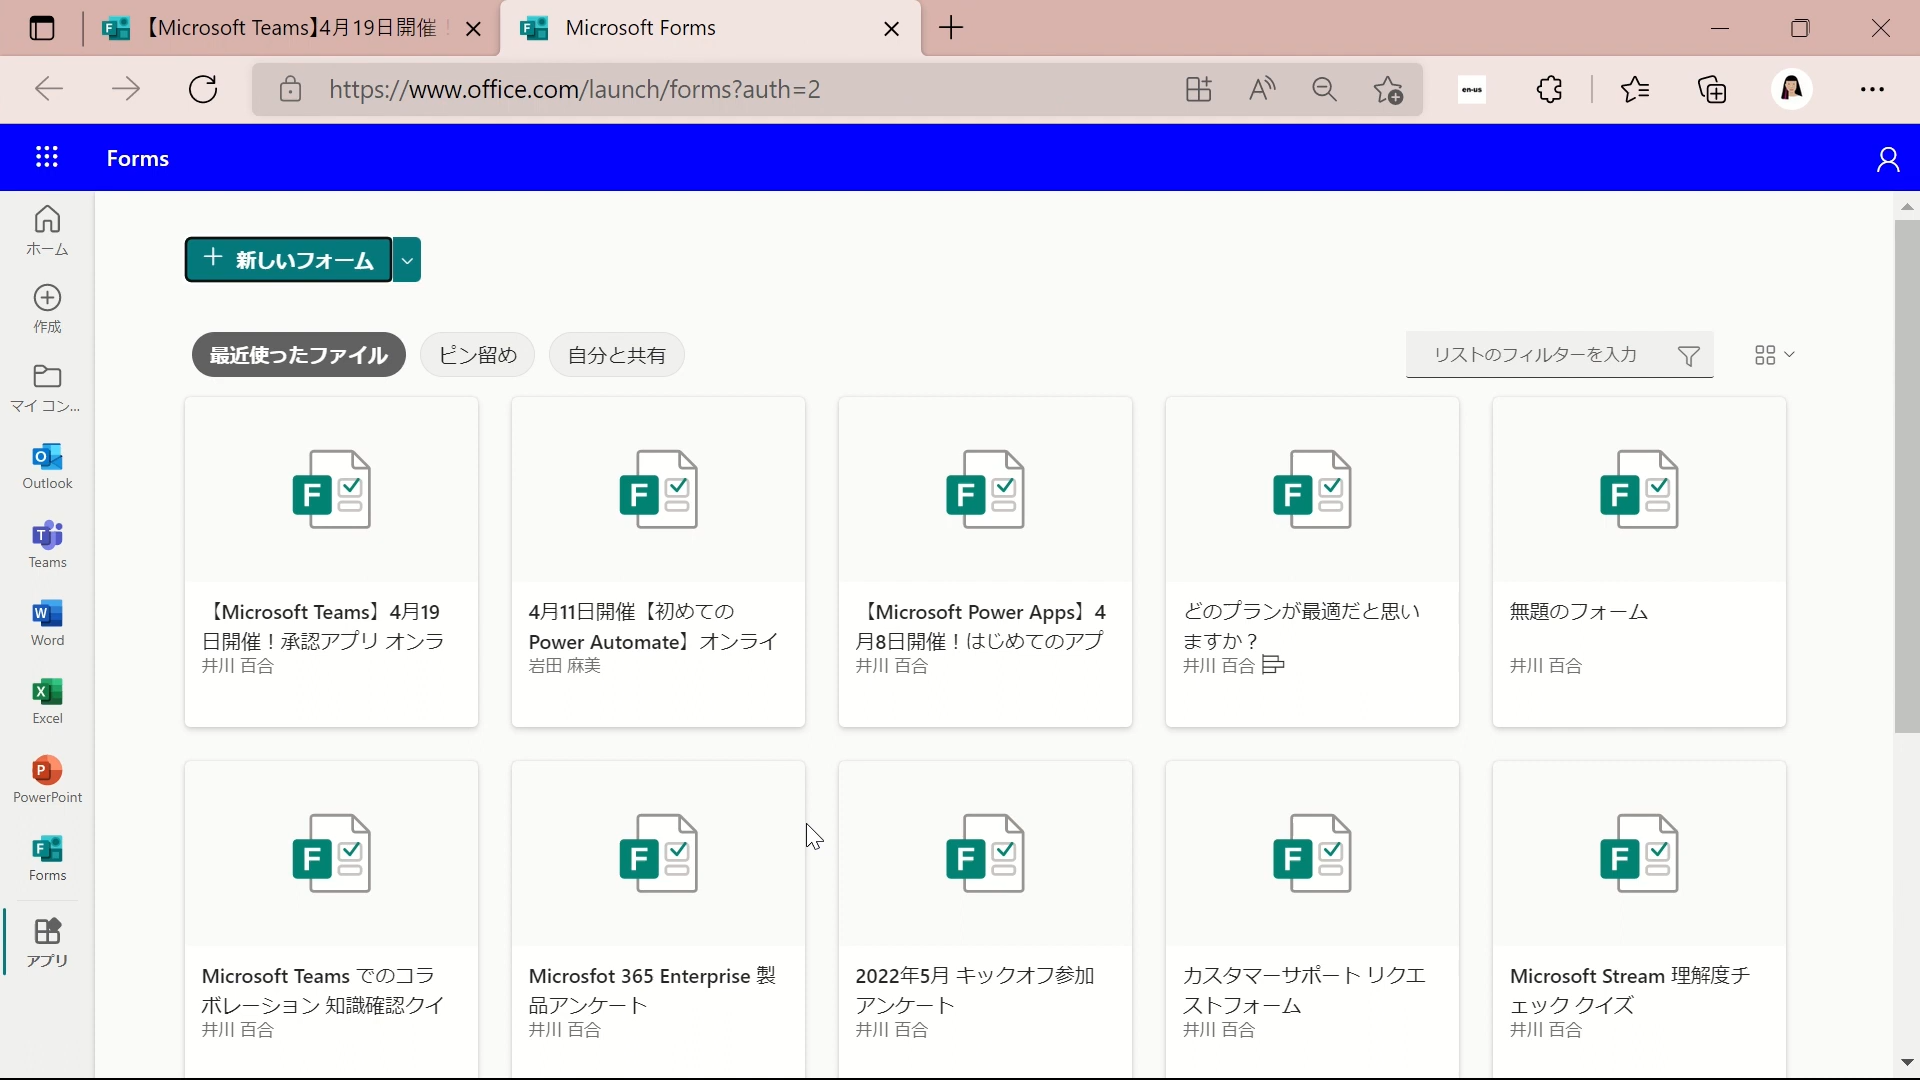 【Microsoft Teams】4月19日開催！
Microsoft Forms
https://www.office.com/launch/forms?auth=2
en-us
Forms
ホーム
作成
マイ コン...
Outlook
Teams
Word
Excel
PowerPoint
Forms
アプリ
新しいフォーム
最近使ったファイル
ピン留め
自分と共有
リストのフィルターを入力
【Microsoft Teams】4月19
日開催！承認アプリ オンラ
井川 百合
4月11日開催【初めての
Power Automate】オンライ
岩田 麻美
【Microsoft Power Apps】4
月8日開催！はじめてのアプ
井川 百合
どのプランが最適だと思い
ますか？
井川 百合
無題のフォーム
井川 百合
Microsoft Teams でのコラ
ボレーション 知識確認クイ
井川 百合
Microsfot 365 Enterprise 製
品アンケート
井川 百合
2022年5月 キックオフ参加
アンケート
井川 百合
カスタマーサポート リクエ
ストフォーム
井川 百合
Microsoft Stream 理解度チ
ェック クイズ
井川 百合